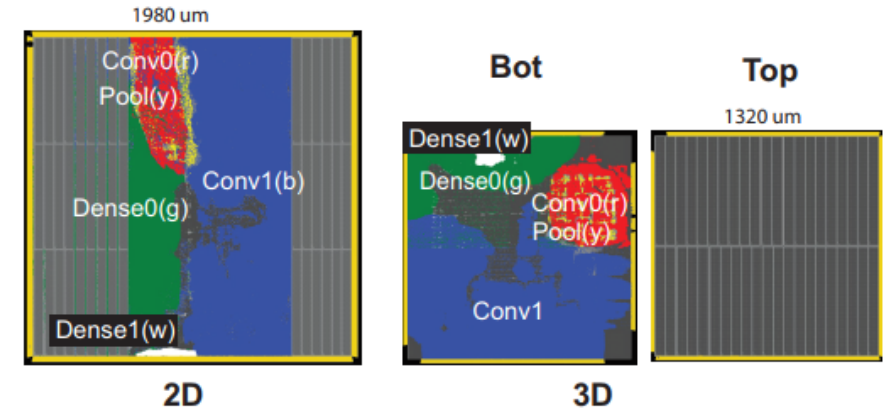 1980 um
Conv0(r)
Pool(y)
Conv1(b)
Dense0(g)
Dense1(w)
2D
Bot
Top
1320 um
Dense1(w)
Dense0(g)
Conv0(r)
Pool(y)
Conv1
3D